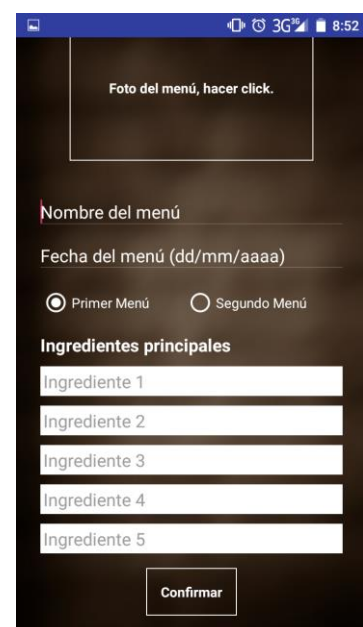 3G 3G 8:52
Foto del menú, hacer click.
Nombre del menú
Fecha del menú (dd/mm/aaaa)
Primer Menú Segundo Menú
Ingredientes principales
Ingrediente 1
Ingrediente 2
Ingrediente 3
Ingrediente 4
Ingrediente 5
Confirmar